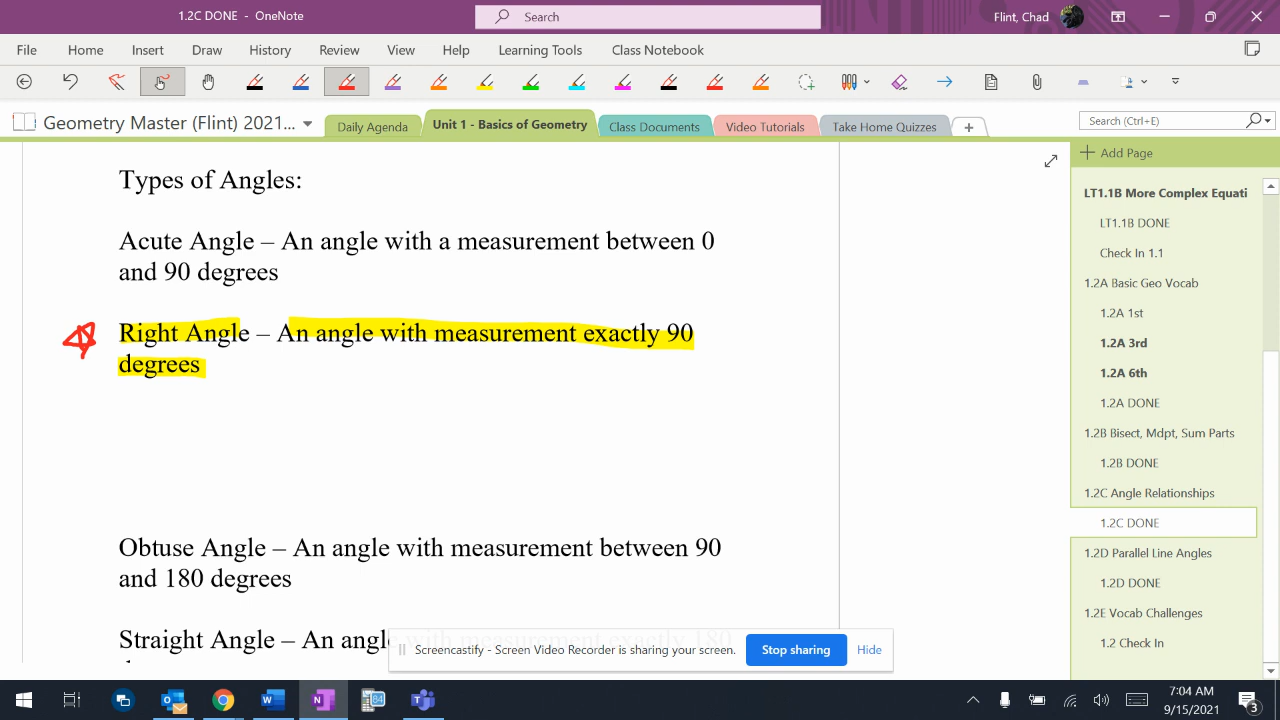 1.2C DONE - OneNote
Search
Flint, Chad
File Home Insert Draw History Review View Help Learning Tools Class Notebook
Geometry Master (Flint) 2021...
Daily Agenda
Unit 1 - Basics of Geometry
Class Documents
Video Tutorials
Take Home Quizzes
Search (Ctrl+E)
Types of Angles:
Acute Angle – An angle with a measurement between 0
and 90 degrees
Right Angle – An angle with measurement exactly 90
degrees
Obtuse Angle – An angle with measurement between 90
and 180 degrees
Straight Angle – An angle with measurement exactly 180
Add Page
LT1.1B More Complex Equati
LT1.1B DONE
Check In 1.1
1.2A Basic Geo Vocab
1.2A 1st
1.2A 3rd
1.2A 6th
1.2A DONE
1.2B Bisect, Mdpt, Sum Parts
1.2B DONE
1.2C Angle Relationships
1.2C DONE
1.2D Parallel Line Angles
1.2D DONE
1.2E Vocab Challenges
1.2 Check In
Screencastify - Screen Video Recorder is sharing your screen.
Stop sharing
Hide
7:04 AM
9/15/2021
3